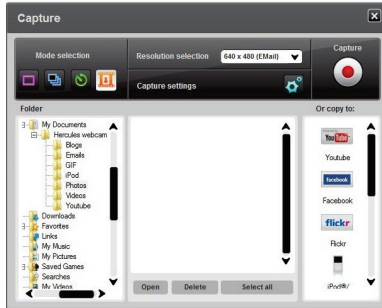 Capture
Mode selection
Resolution selection
640 x 480 (EMail)
Capture
Capture settings
Folder
Or copy to:
My Documents
Hercules webcam
Blogs
Emails
GIF
iPod
Photos
Videos
Youtube
Downloads
Favorites
Links
My Music
My Pictures
Saved Games
Searches
My Videos
You Tube
Youtube
facebook
Facebook
flickr
Flickr
iPod®/
Open
Delete
Select all